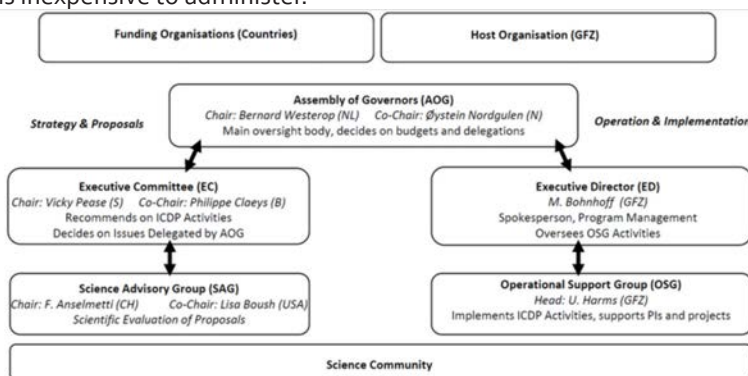 is inexpensive to administer.
Funding Organisations (Countries)
Host Organisation (GFZ)
Assembly of Governors (AOG)
Chair: Bernard Westerop (NL) Co-Chair: Øystein Nordgulen (N)
Main oversight body, decides on budgets and delegations
Strategy & Proposals
Operation & Implementation
Executive Committee (EC)
Chair: Vicky Pease (S) Co-Chair: Philippe Claeys (B)
Recommends on ICDP Activities
Decides on Issues Delegated by AOG
Executive Director (ED)
M. Bohnhoff (GFZ)
Spokesperson, Program Management
Oversees OSG Activities
Science Advisory Group (SAG)
Chair: F. Anselmetti (CH) Co-Chair: Lisa Boush (USA)
Scientific Evaluation of Proposals
Operational Support Group (OSG)
Head: U. Harms (GFZ)
Implements ICDP Activities, supports PIs and projects
Science Community